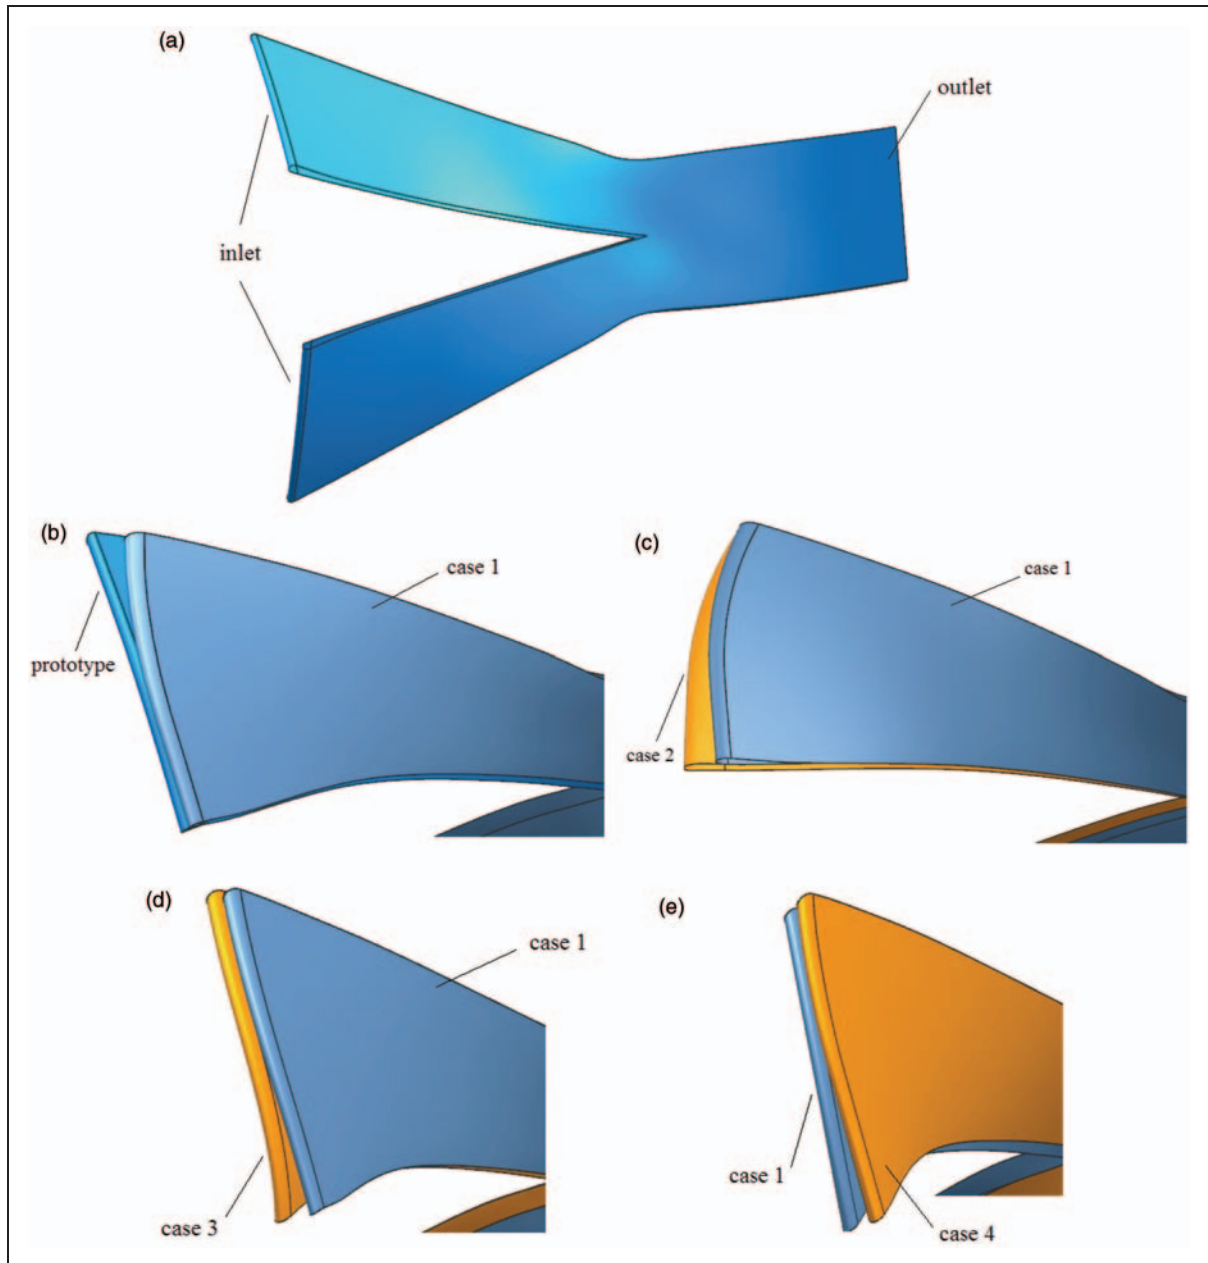 (a)
outlet
inlet
(b)
case 1
prototype
(c)
case 1
case 2
(d)
case 1
case 3
(e)
case 1
case 4